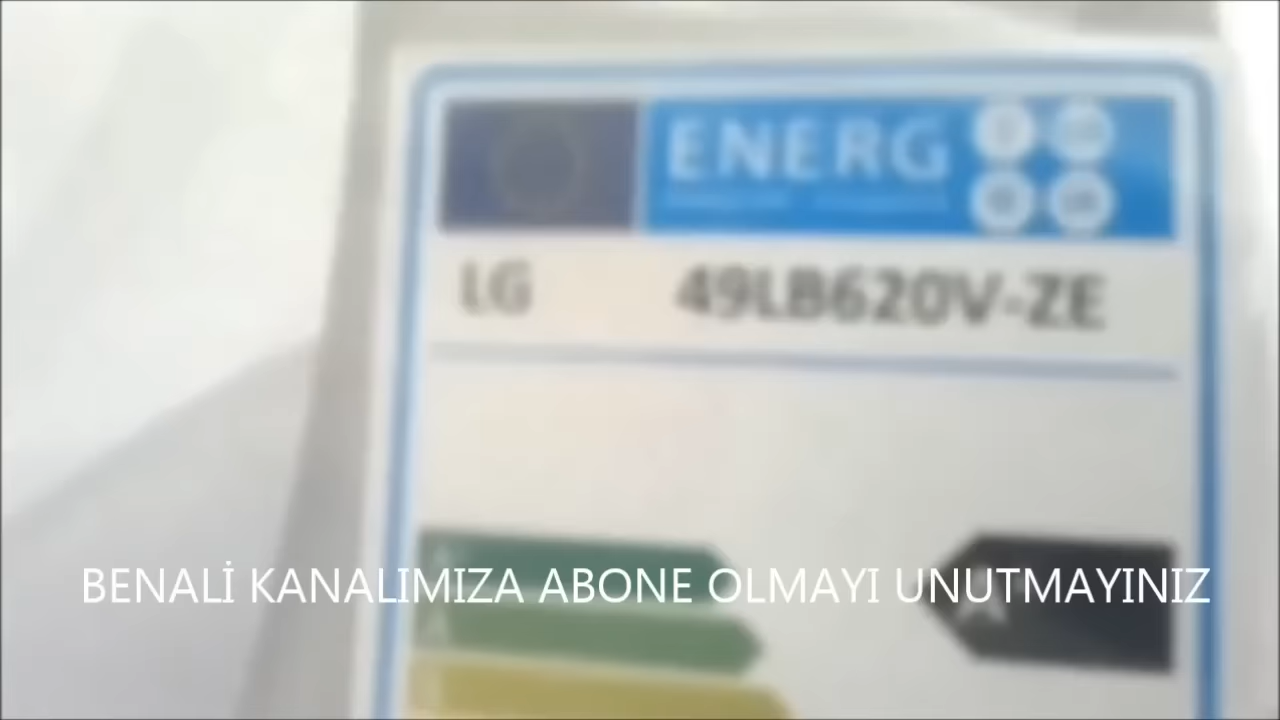 ENERG
LG 49LB620V-ZE
BENALİ KANALIMIZA ABONE OLMAYI UNUTMAYINIZ
A